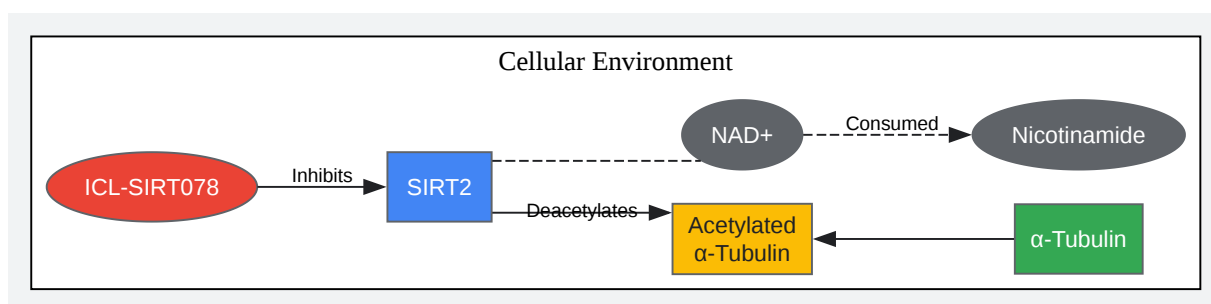 Cellular Environment
NAD+
Consumed
Nicotinamide
ICL-SIRT078
Inhibits
SIRT2
Deacetylates
Acetylated
α-Tubulin
α-Tubulin